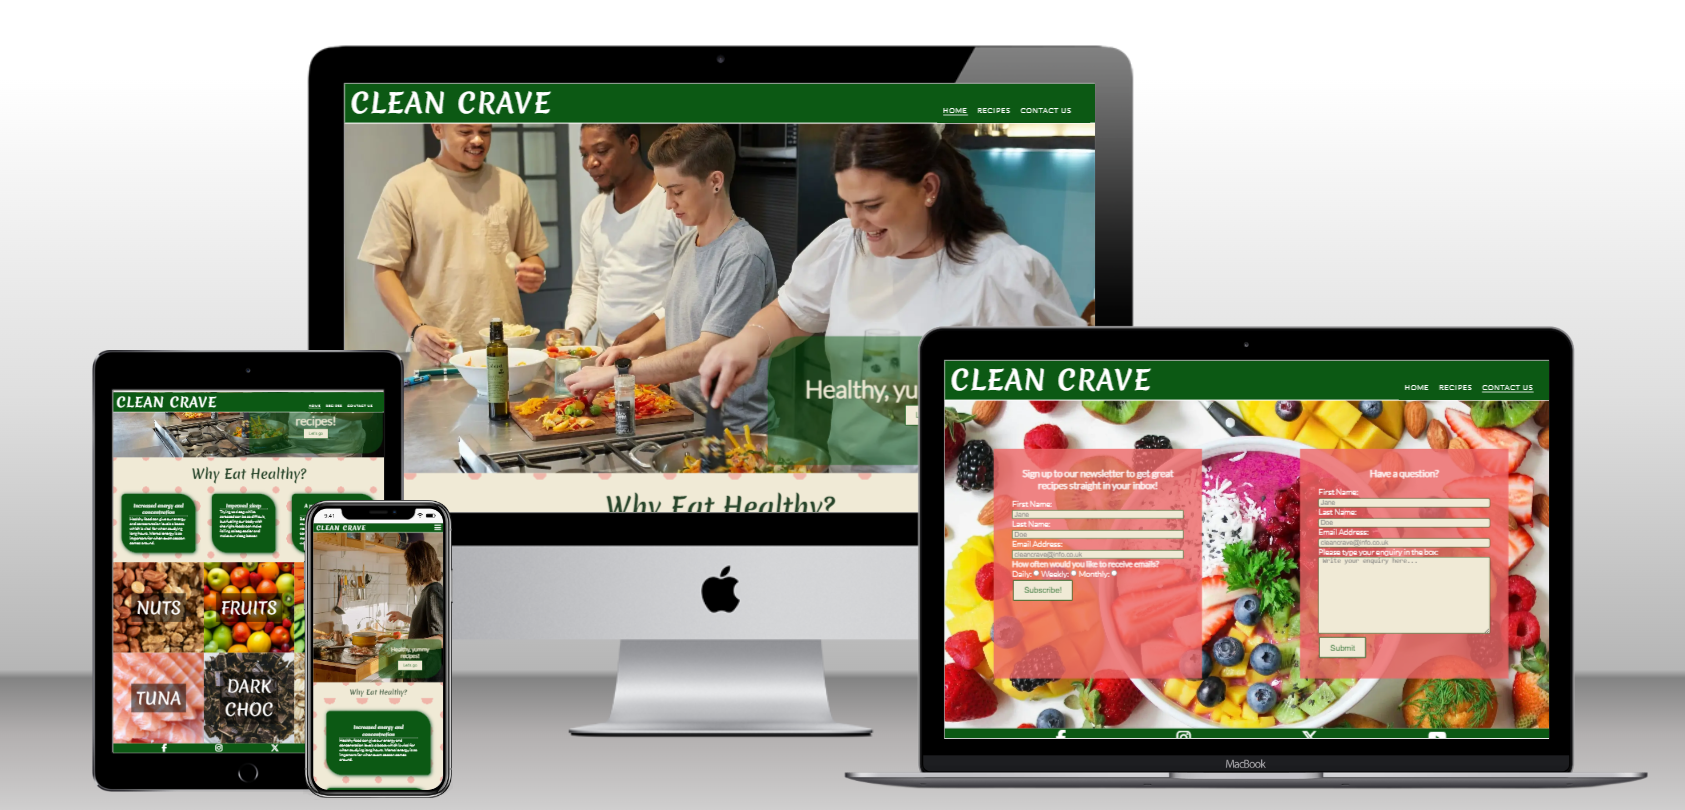 CLEAN CRAVE
HOME RECIPES CONTACT US
Healthy, yu
Why Eat Healthy?
CLEAN CRAVE
HOME RECIPES CONTACT US
recipes!
Let's go
Why Eat Healthy?
Increased energy and
concentration
Improved sleep
NUTS
FRUITS
TUNA
DARK
CHOC
9:41
CLEAN CRAVE
Healthy, yummy
recipes!
Let's go
Why Eat Healthy?
Increased energy and
concentration
CLEAN CRAVE
HOME RECIPES CONTACT US
Sign up to our newsletter to get great
recipes straight in your inbox!
First Name:
Jane
Last Name:
Doe
Email Address:
cleancrave@info.co.uk
How often would you like to receive emails?
Daily: Weekly: Monthly:
Subscribe!
Have a question?
First Name:
Jane
Last Name:
Doe
Email Address:
cleancrave@info.co.uk
Please type your enquiry in the box:
Write your enquiry here...
Submit
MacBook